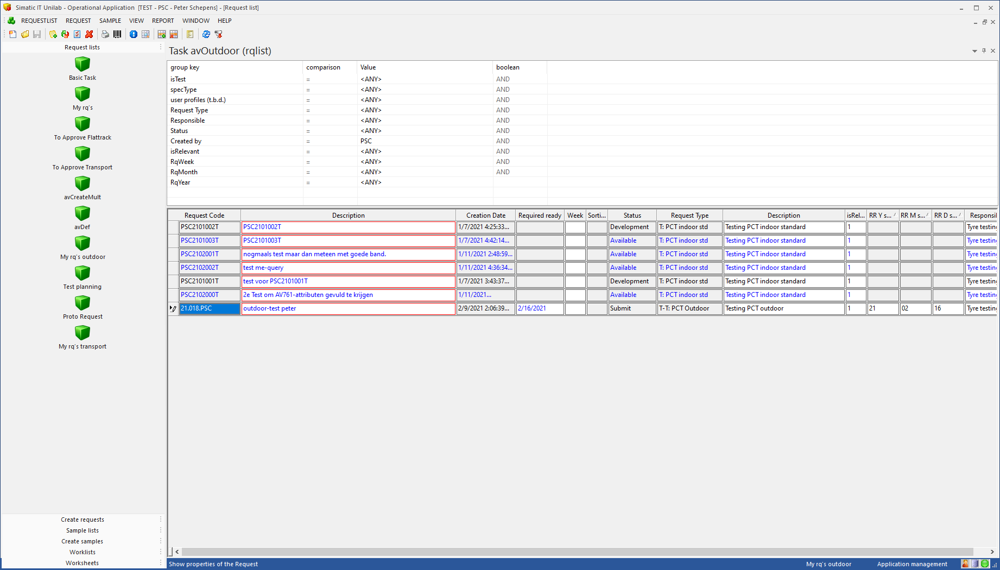 Simatic IT Unilab - Operational Application [TEST - PSC - Peter Schepens] - [Request list]
REQUESTLIST REQUEST SAMPLE VIEW REPORT WINDOW HELP
Request lists
Basic Task
My rq's
To Approve Flattrack
To Approve Transport
avCreateMult
avDef
My rq's outdoor
Test planning
Proto Request
My rq's transport
Create requests
Sample lists
Create samples
Worklists
Worksheets
Task avOutdoor (rqlist)
group key comparison Value boolean
isTest = <ANY> AND
specType = <ANY> AND
user profiles (t.b.d.) = <ANY> AND
Request Type = <ANY> AND
Responsible = <ANY> AND
Status = <ANY> AND
Created by = PSC AND
isRelevant = <ANY> AND
RqWeek = <ANY> AND
RqMonth = <ANY> AND
RqYear = <ANY>
Request Code Description Creation Date Required ready Week Sorti... Status Request Type Description isRel... RR Y s... RR M s... RR D s... Responsil
PSC2101002T PSC2101002T 1/7/2021 4:25:33... Development T: PCT indoor std Testing PCT indoor standard 1 Tyre testing
PSC2101003T PSC2101003T 1/7/2021 4:42:14... Available T: PCT indoor std Testing PCT indoor standard 1 Tyre testing
PSC2102001T nogmaals test maar dan meteen met goede band. 1/11/2021 2:48:59... Available T: PCT indoor std Testing PCT indoor standard 1 Tyre testing
PSC2102002T test me-query 1/11/2021 4:36:34... Available T: PCT indoor std Testing PCT indoor standard 1 Tyre testing
PSC2101001T test voor PSC2101001T 1/7/2021 3:43:37... Development T: PCT indoor std Testing PCT indoor standard 1 Tyre testing
PSC2102000T 2e Test om AV761-attributen gevuld te krijgen 1/11/2021... Available T: PCT indoor std Testing PCT indoor standard 1 Tyre testing
21.018.PSC outdoor-test peter 2/9/2021 2:06:39... 2/16/2021 Submit T-T: PCT Outdoor Testing PCT outdoor 1 21 02 16 Tyre testing
Show properties of the Request My rq's outdoor Application management